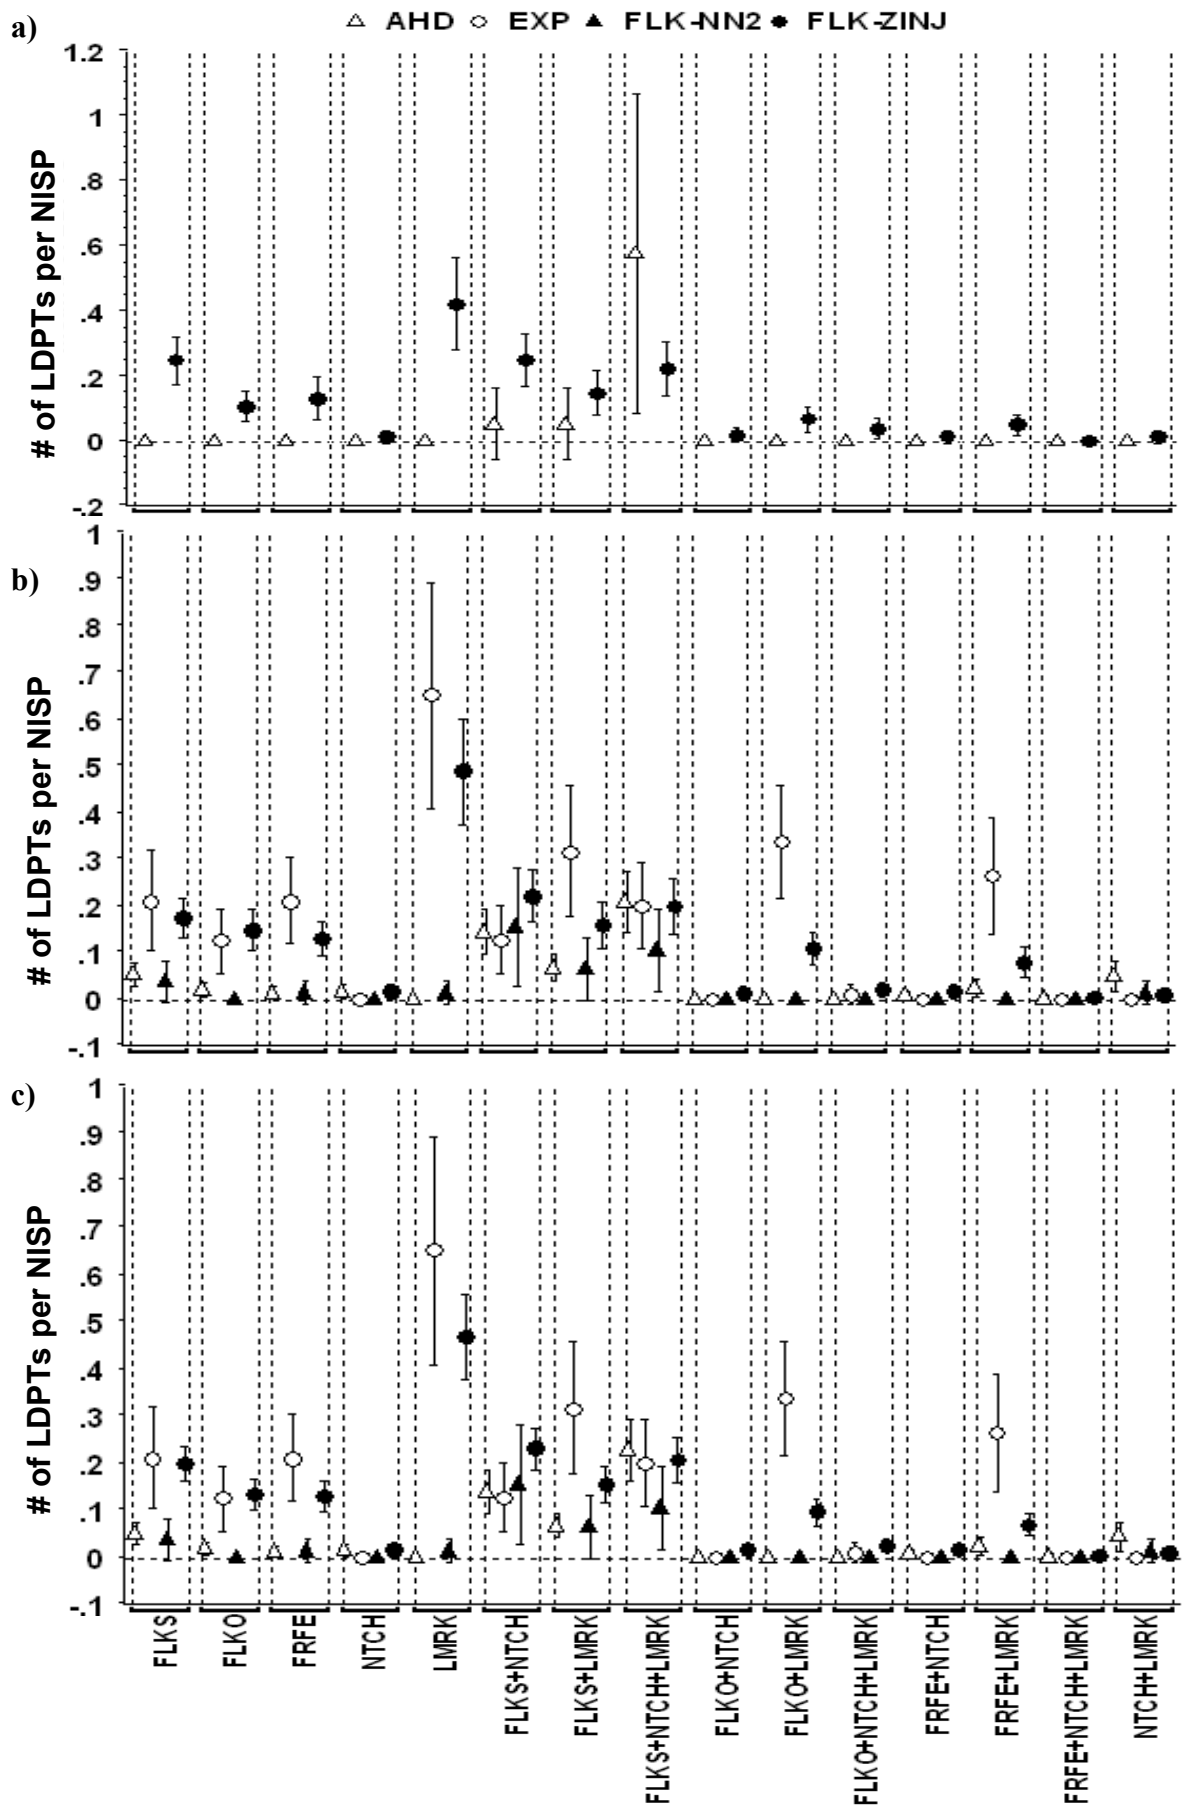 a)
AHD EXP FLK-NN2 FLK-ZINJ
# of LDPTs per NISP
1.2
1
.8
.6
.4
.2
0
-.2
b)
# of LDPTs per NISP
1
.9
.8
.7
.6
.5
.4
.3
.2
.1
0
-.1
c)
# of LDPTs per NISP
1
.9
.8
.7
.6
.5
.4
.3
.2
.1
0
-.1
FLKS
FLKO
FRFE
NTCH
LMRK
FLKS+NTCH
FLKS+LMRK
FLKS+NTCH+LMRK
FLKO+NTCH
FLKO+LMRK
FLKO+NTCH+LMRK
FRFE+NTCH
FRFE+LMRK
FRFE+NTCH+LMRK
NTCH+LMRK